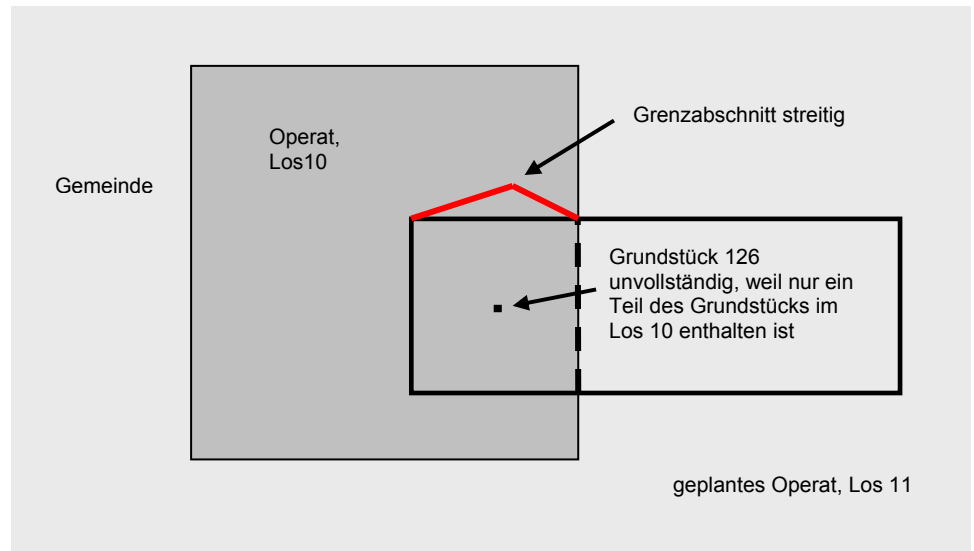 Grenzabschnitt streitig
Operat,
Los10
Gemeinde
Grundstück 126
unvollständig, weil nur ein
Teil des Grundstücks im
Los 10 enthalten ist
geplantes Operat, Los 11